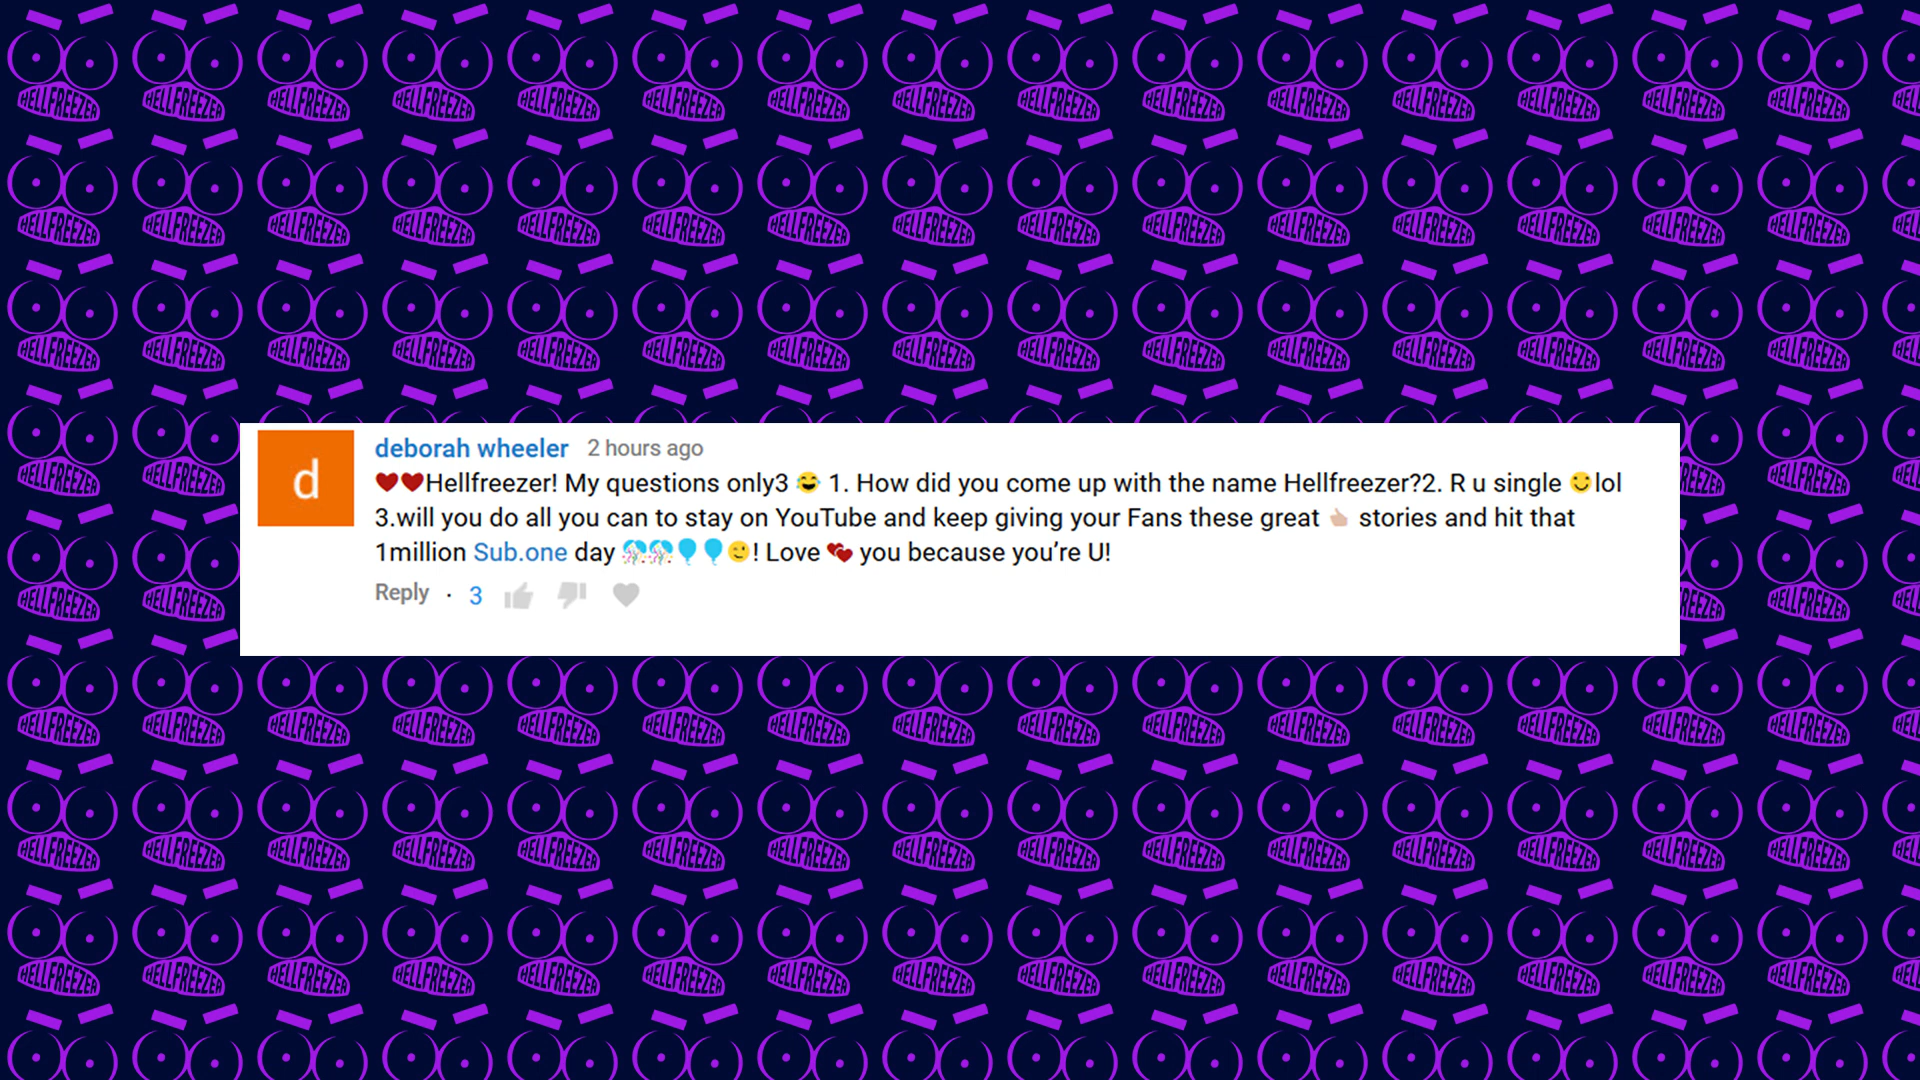 deborah wheeler 2 hours ago
d
❤❤Hellfreezer! My questions only3 😂 1. How did you come up with the name Hellfreezer?2. R u single 😊lol
3.will you do all you can to stay on YouTube and keep giving your Fans these great 👍🏻 stories and hit that
1million Sub.one day 🎊🎊🎈🎈😉! Love 💕 you because you’re U!
Reply · 3
HELLFREEZER